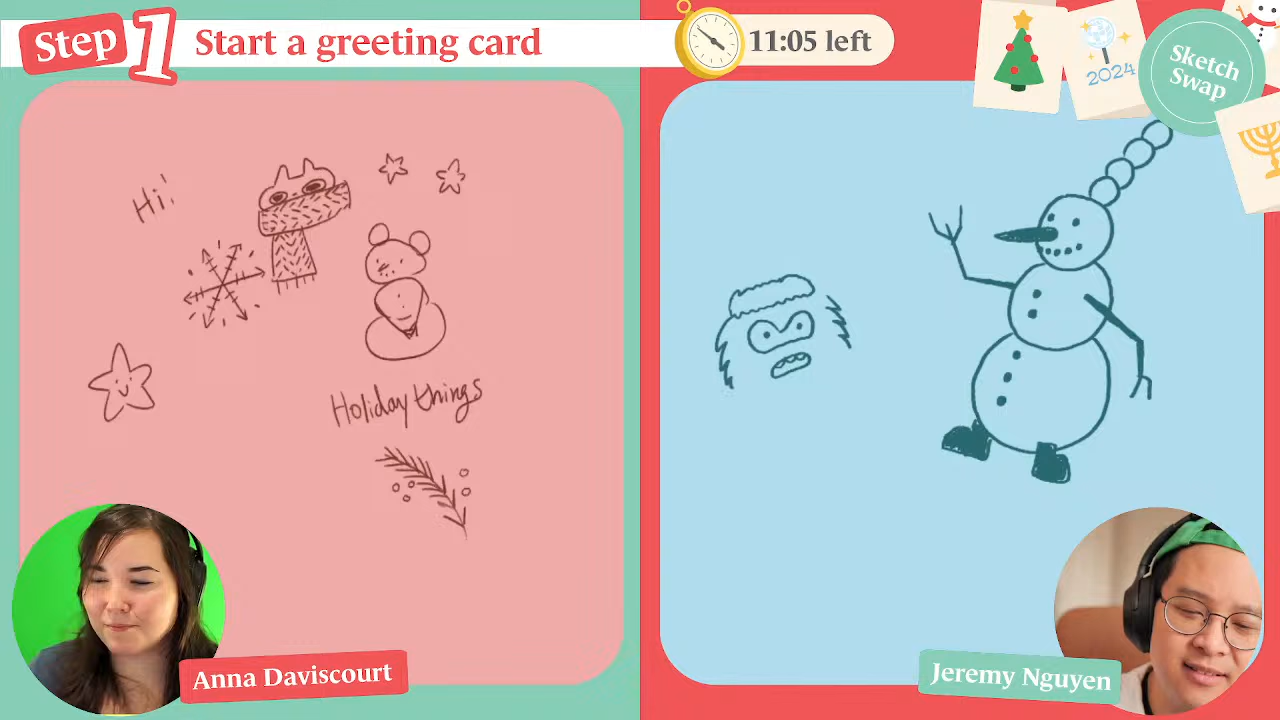 Step 1 Start a greeting card
11:05 left
2024
Sketch
Swap
Hi!
Holiday things
Anna Daviscourt
Jeremy Nguyen